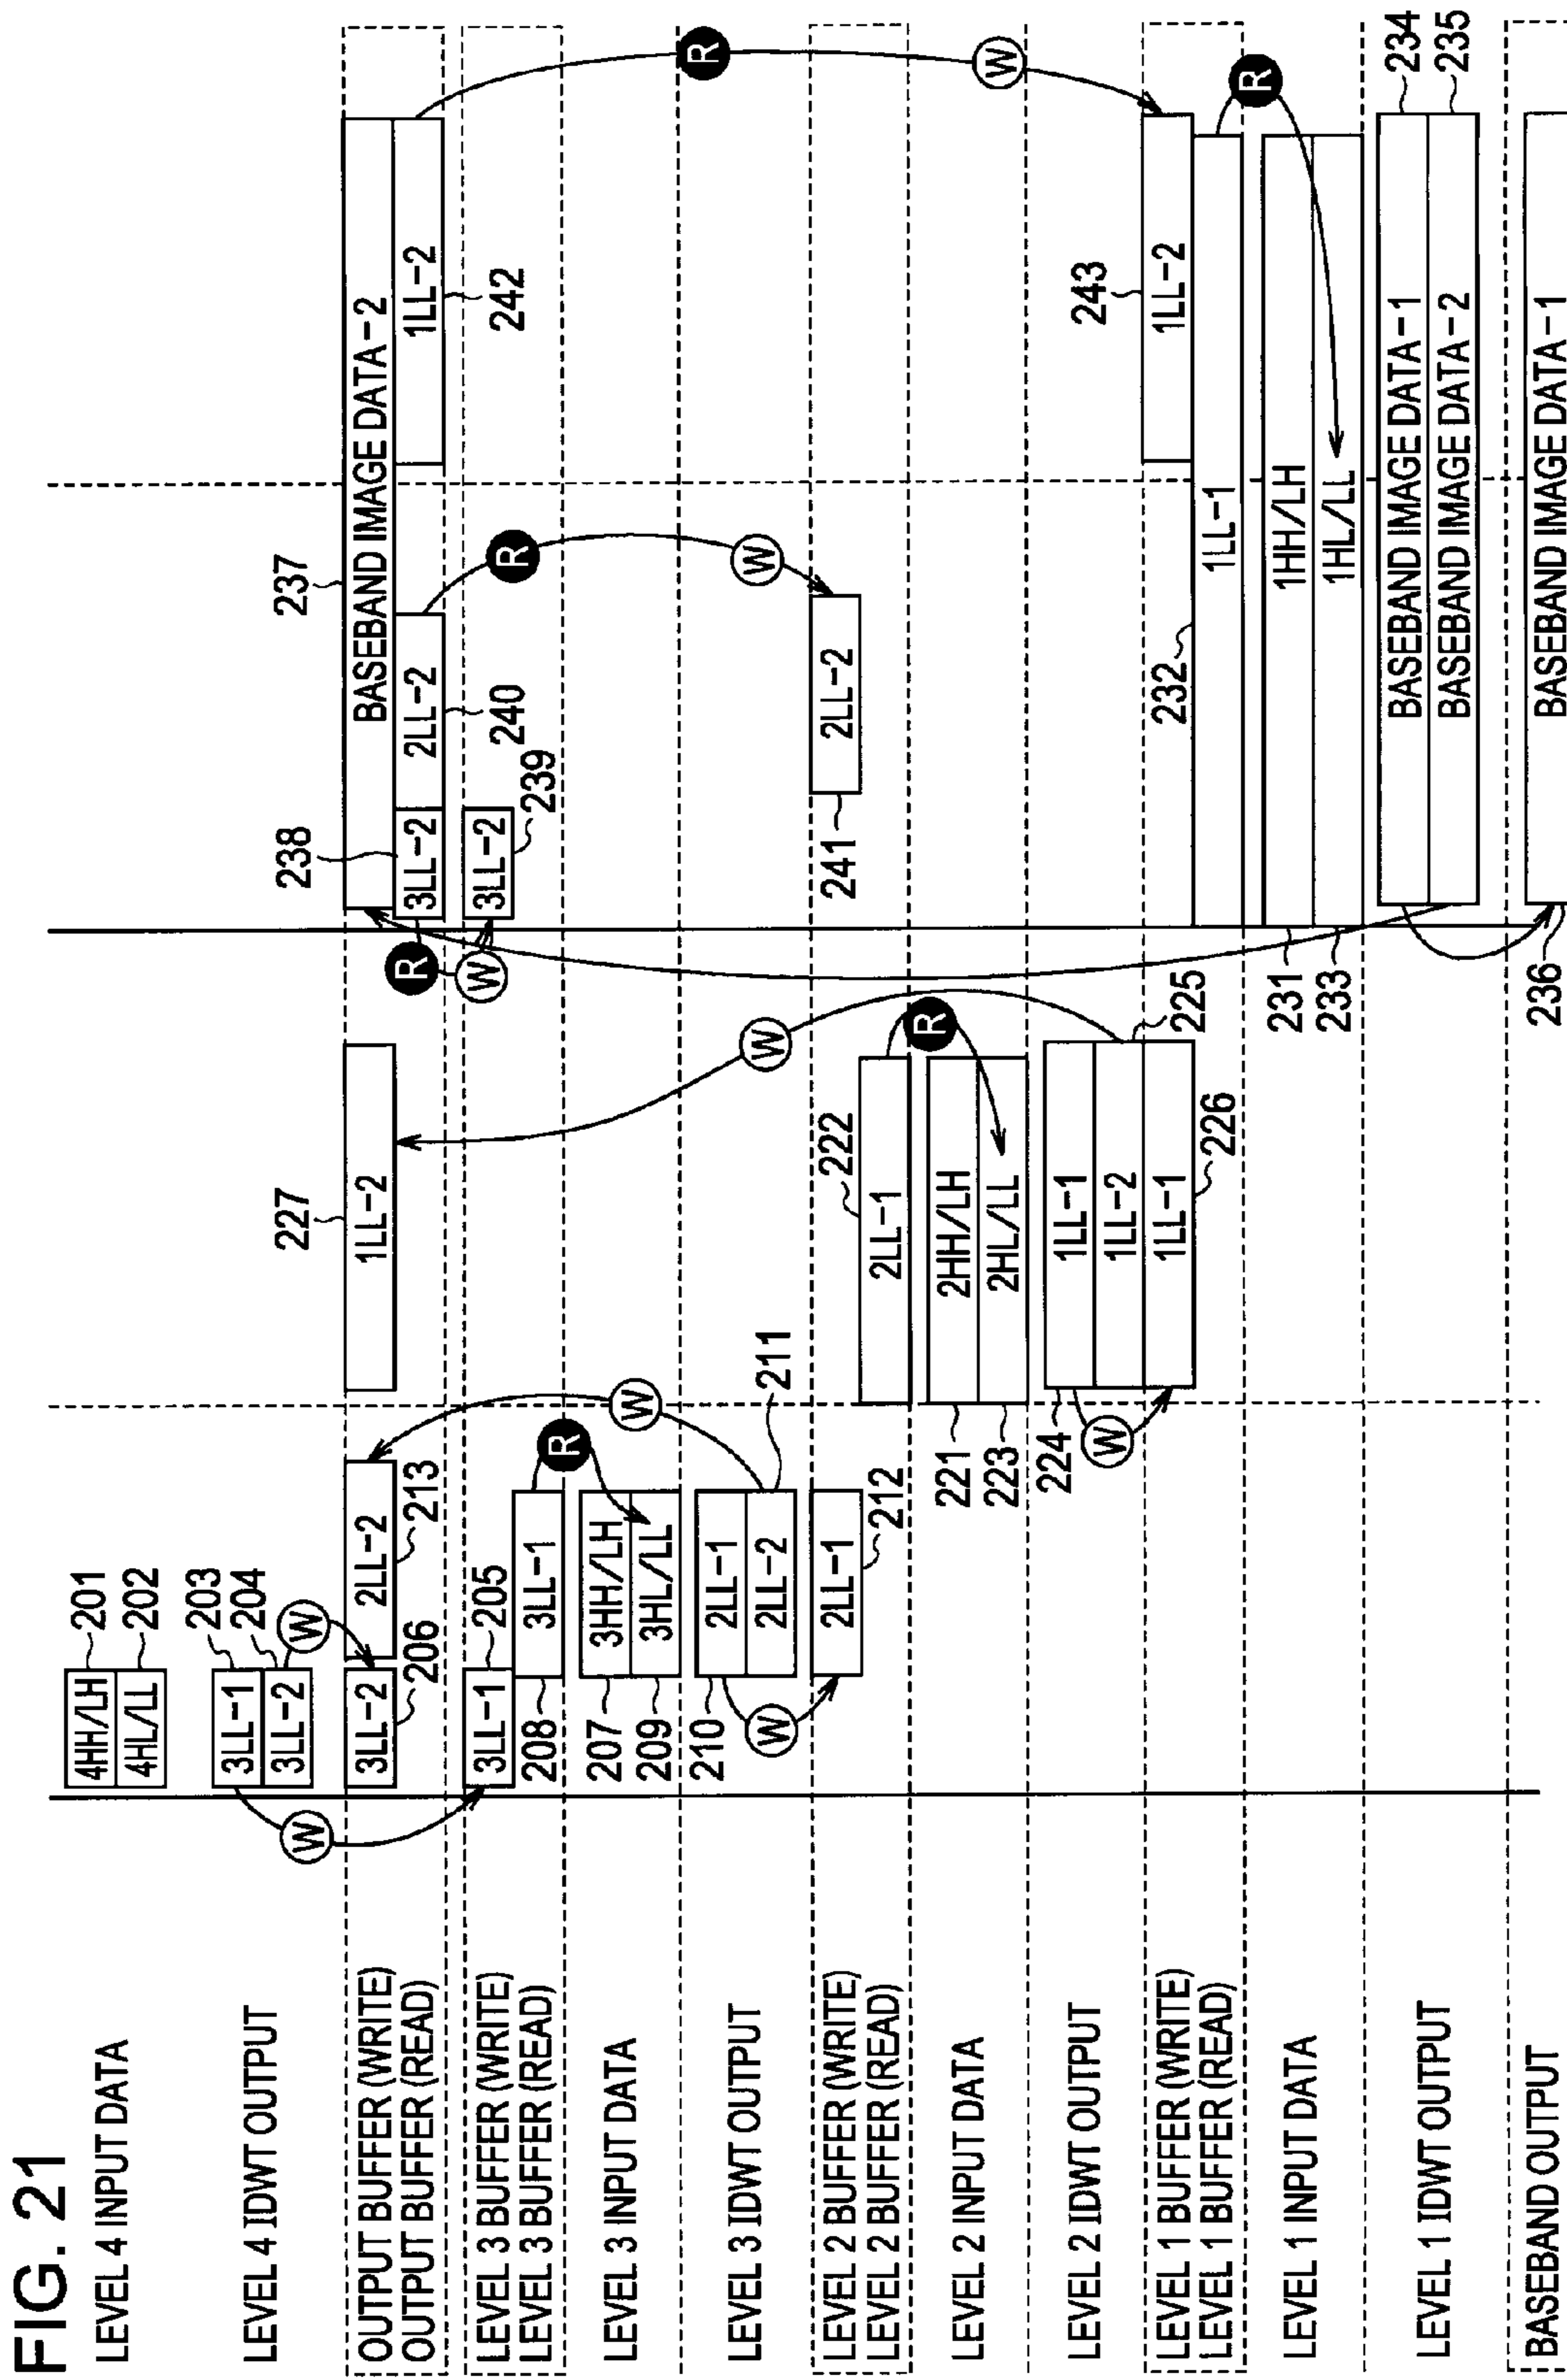 FIG. 21
LEVEL 4 INPUT DATA
4HH/LH
201
4HL/LL
202
LEVEL 4 IDWT OUTPUT
3LL-1
203
3LL-2
204
W
W
OUTPUT BUFFER (WRITE)
OUTPUT BUFFER (READ)
3LL-2
206
2LL-2
213
1LL-2
227
BASEBAND IMAGE DATA-2
237
3LL-2
238
2LL-2
240
1LL-2
242
LEVEL 3 BUFFER (WRITE)
LEVEL 3 BUFFER (READ)
3LL-1
205
3LL-1
208
R
W
3LL-2
239
R
R
LEVEL 3 INPUT DATA
3HH/LH
207
3HL/LL
209
W
R
LEVEL 3 IDWT OUTPUT
2LL-1
210
2LL-2
211
W
W
W
LEVEL 2 BUFFER (WRITE)
LEVEL 2 BUFFER (READ)
2LL-1
212
2LL-1
222
2LL-2
241
R
LEVEL 2 INPUT DATA
2HH/LH
221
2HL/LL
223
W
LEVEL 2 IDWT OUTPUT
1LL-1
224
1LL-2
225
W
LEVEL 1 BUFFER (WRITE)
LEVEL 1 BUFFER (READ)
1LL-1
226
1LL-2
243
1LL-1
232
R
LEVEL 1 INPUT DATA
1HH/LH
231
1HL/LL
233
LEVEL 1 IDWT OUTPUT
BASEBAND IMAGE DATA-1
234
BASEBAND IMAGE DATA-2
235
BASEBAND OUTPUT
BASEBAND IMAGE DATA-1
236